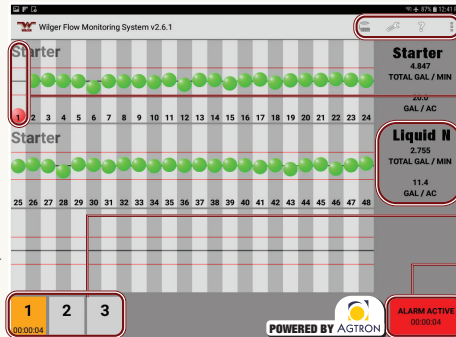 87% 12:41 P
Wilger Flow Monitoring System v2.6.1
Starter
1 2 3 4 5 6 7 8 9 10 11 12 13 14 15 16 17 18 19 20 21 22 23 24
Starter
4.847
TOTAL GAL / MIN
20.0
GAL / AC
Starter
25 26 27 28 29 30 31 32 33 34 35 36 37 38 39 40 41 42 43 44 45 46 47 48
Liquid N
2.755
TOTAL GAL / MIN
11.4
GAL / AC
1 2 3
00:00:04
POWERED BY AGTRON
ALARM ACTIVE
00:00:04